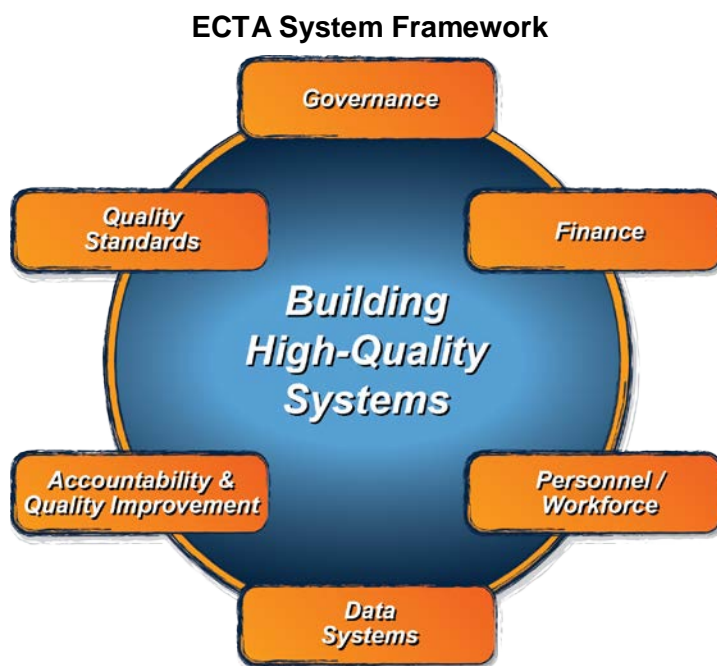 ECTA System Framework
Governance
Quality
Standards
Finance
Building
High-Quality
Systems
Accountability &
Quality Improvement
Personnel /
Workforce
Data
Systems